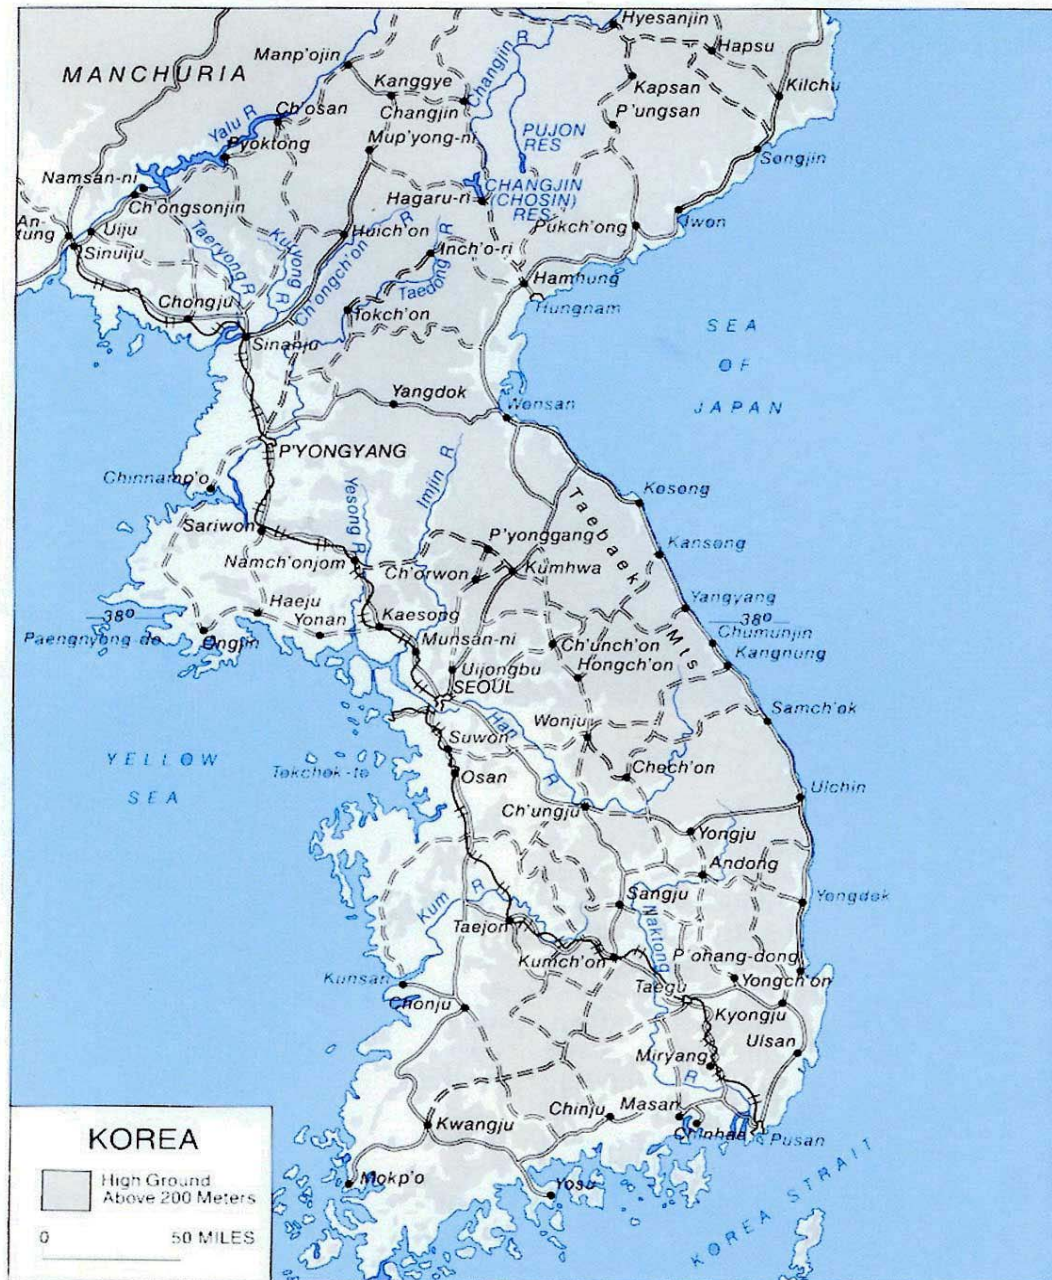 Hyesanjin
Hapsu
Manp'ojin
MANCHURIA
Kanggye
Changjin R
Kapsan
Kilchu
Ch'osan
Changjin
P'ungsan
Yalu R
Mup'yong-ni
PUJON
RES
Pyoktong
Songjin
Namsan-ni
Hagaru-ri
CHANGJIN
(CHOSIN)
RES
Ch'ongsonjin
Iwon
An-
tung
Uiju
Taeryong R
Kuryong R
Huich'on
Pukch'ong
Sinuiju
Ch'ongch'on R
Inch'o-ri
Hamhung
Taedong R
Hungnam
Chongju
Tokch'on
SEA
OF
JAPAN
Sinanju
Yangdok
Wonsan
P'YONGYANG
Imjin R
Chinnamp'o
Yesong R
Kosong
Taebaek Mts
Sariwon
P'yonggang
Kansong
Namch'onjom
Ch'orwon
Kumhwa
Haeju
Yangyang
38°
Yonan
Kaesong
38°
Paengnyong-do
Ongjin
Munsan-ni
Ch'unch'on
Chumunjin
Kangnung
Uijongbu
Hongch'on
SEOUL
Samch'ok
Han R
Wonju
Suwon
YELLOW
SEA
Tokchok-to
Osan
Chech'on
Ulchin
Ch'ungju
Yongju
Andong
Kum R
Sangju
Yongdok
Taejon
Naktong R
Kumch'on
P'ohang-dong
Kunsan
Taegu
Yongch'on
Chonju
Kyongju
Ulsan
Miryang
Chinju
Masan
Kwangju
Chinhae
Pusan
Mokp'o
Yosu
KOREA STRAIT
KOREA
High Ground
Above 200 Meters
0 50 MILES